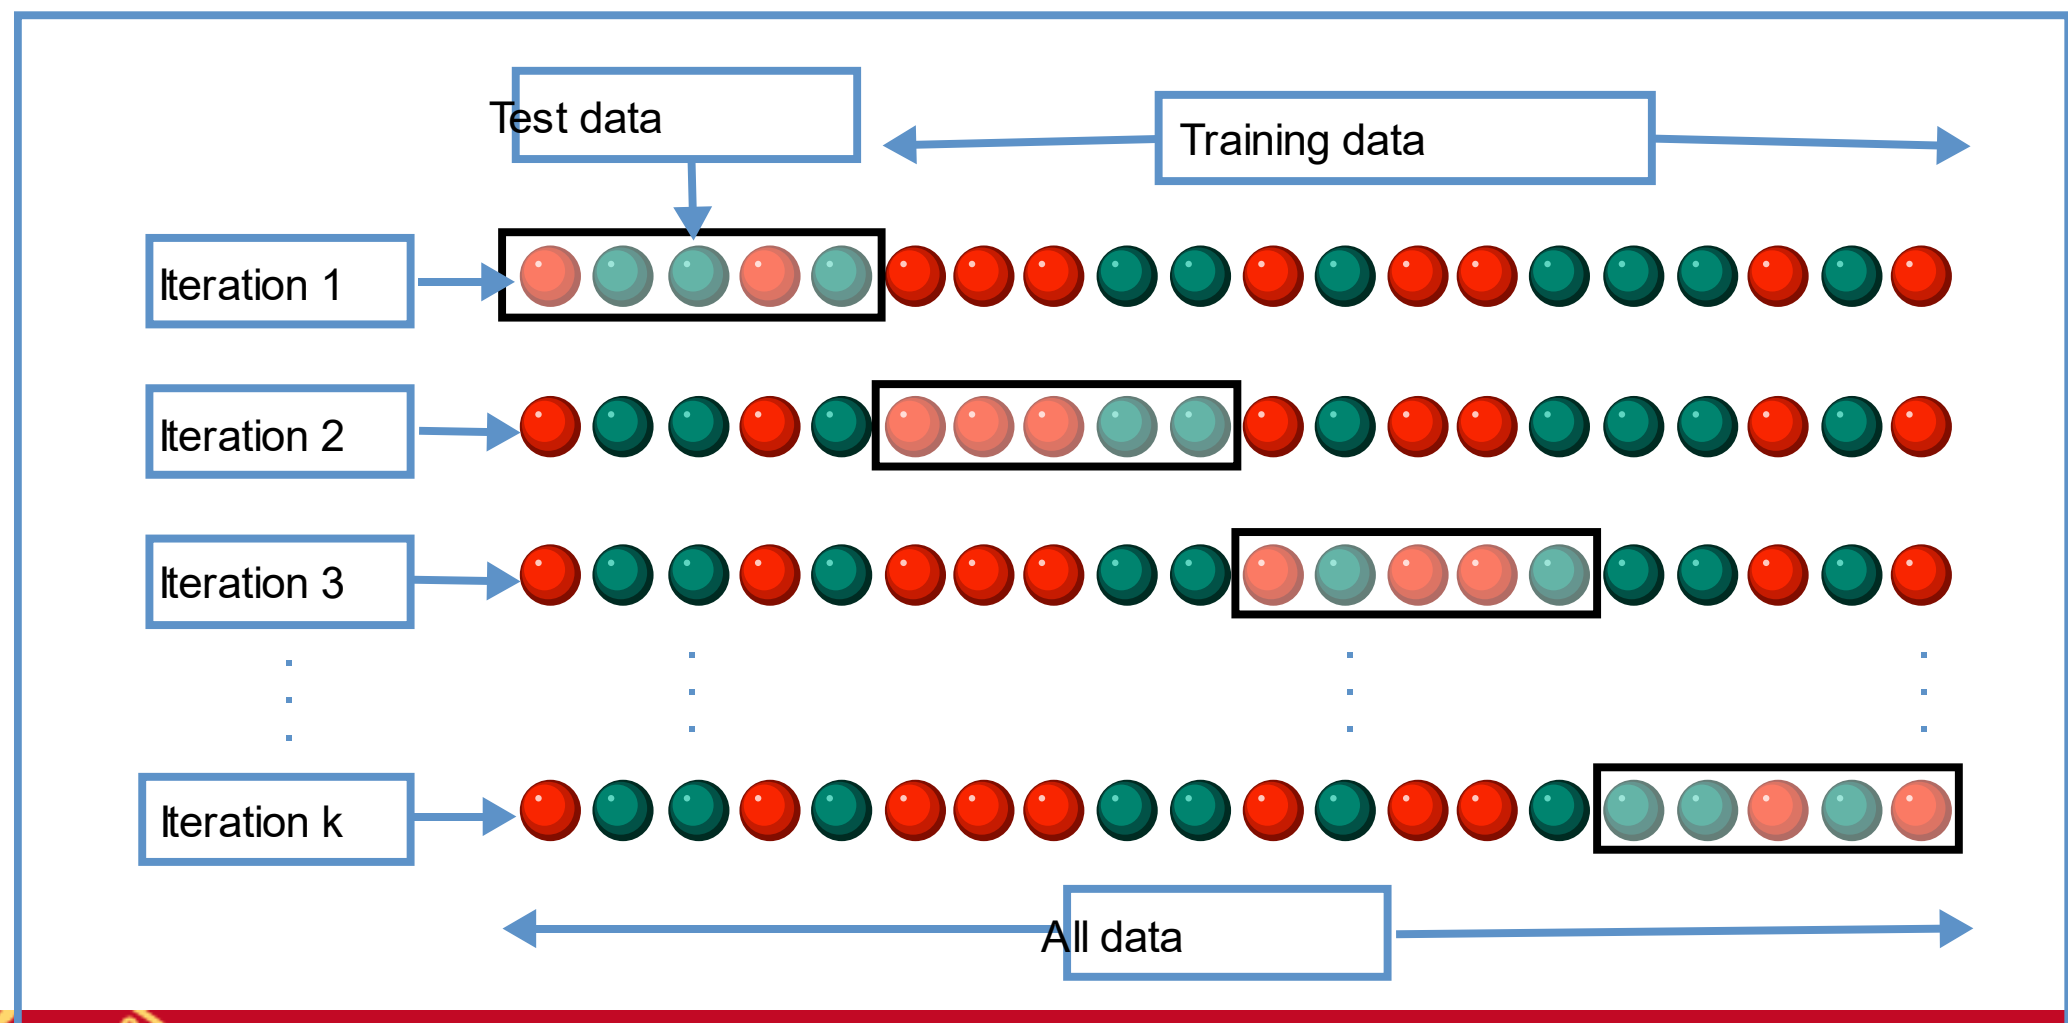 Test data
Training data
Iteration 1
Iteration 2
Iteration 3
Iteration k
All data